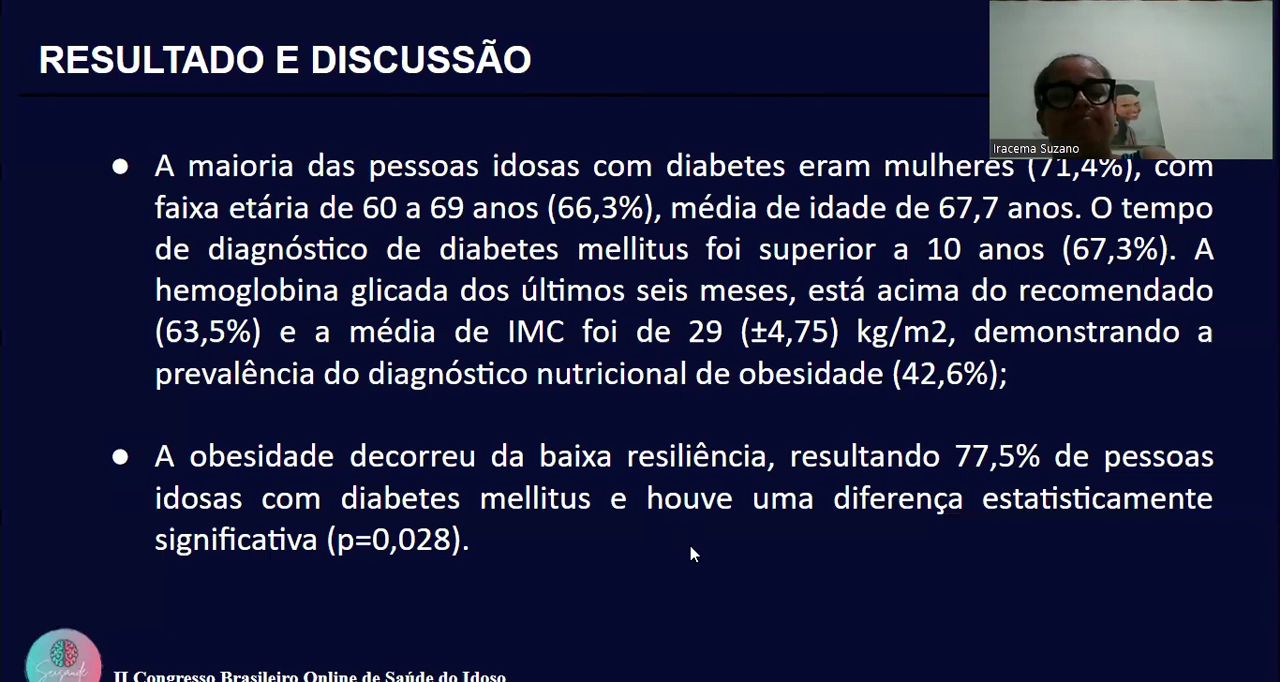 RESULTADO E DISCUSSÃO
Iracema Suzano
● A maioria das pessoas idosas com diabetes eram mulheres (71,4%), com
faixa etária de 60 a 69 anos (66,3%), média de idade de 67,7 anos. O tempo
de diagnóstico de diabetes mellitus foi superior a 10 anos (67,3%). A
hemoglobina glicada dos últimos seis meses, está acima do recomendado
(63,5%) e a média de IMC foi de 29 (±4,75) kg/m2, demonstrando a
prevalência do diagnóstico nutricional de obesidade (42,6%);
● A obesidade decorreu da baixa resiliência, resultando 77,5% de pessoas
idosas com diabetes mellitus e houve uma diferença estatisticamente
significativa (p=0,028).
II Congresso Brasileiro Online de Saúde do Idoso